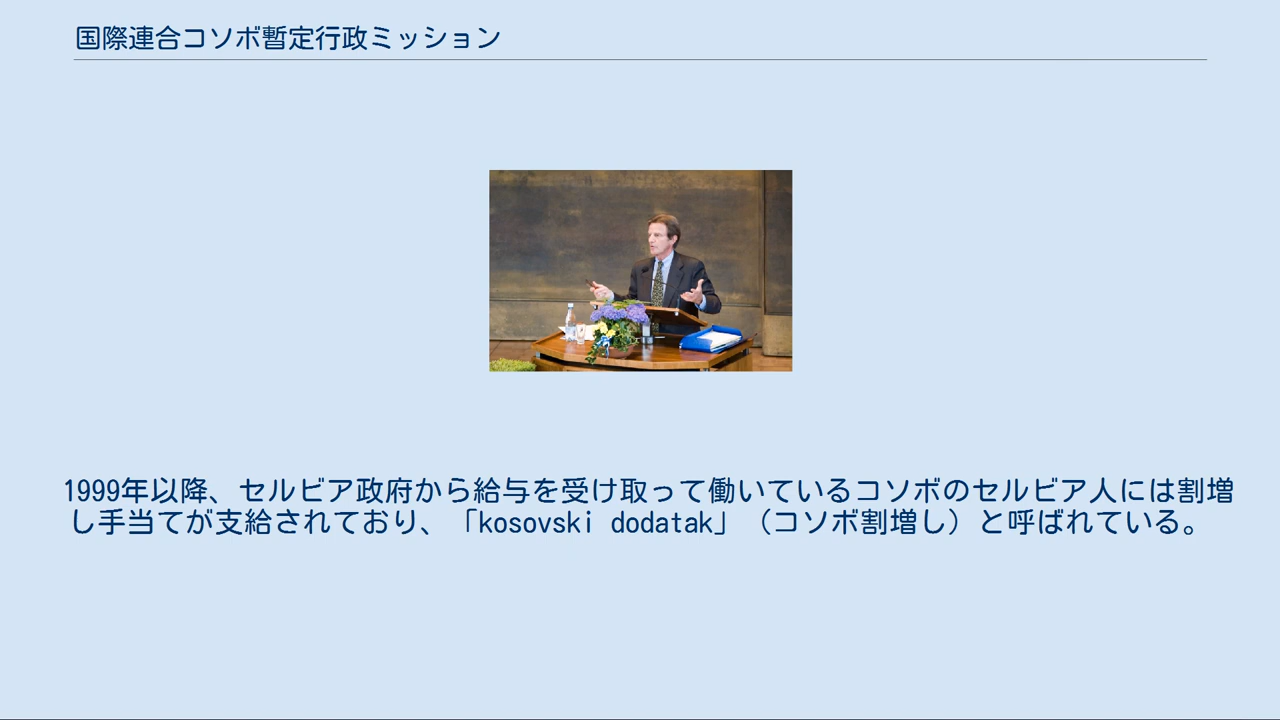 国際連合コソボ暫定行政ミッション
1999年以降、セルビア政府から給与を受け取って働いているコソボのセルビア人には割増
し手当てが支給されており、「kosovski dodatak」（コソボ割増し）と呼ばれている。